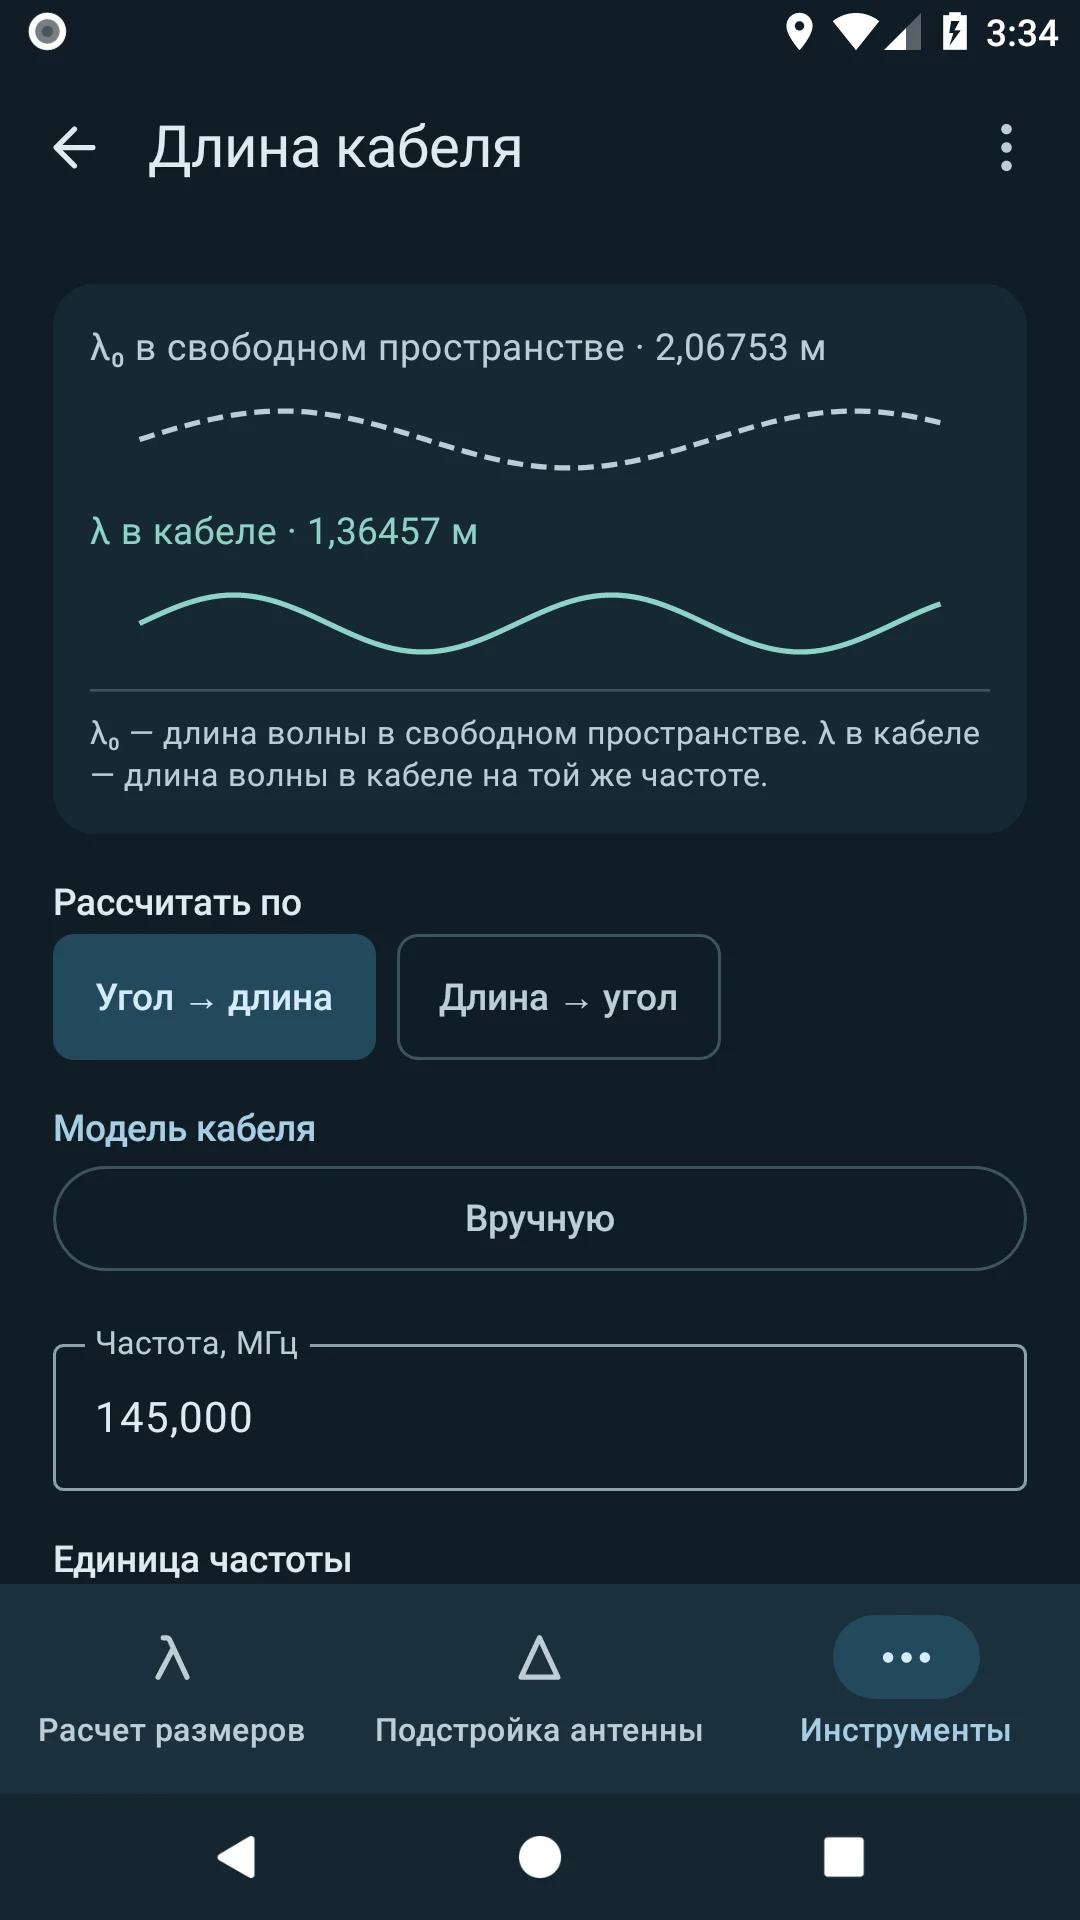 3:34
Длина кабеля
λ₀ в свободном пространстве · 2,06753 м
λ в кабеле · 1,36457 м
λ₀ — длина волны в свободном пространстве. λ в кабеле
— длина волны в кабеле на той же частоте.
Рассчитать по
Угол → длина
Длина → угол
Модель кабеля
Вручную
Частота, МГц
145,000
Единица частоты
Расчет размеров
Подстройка антенны
Инструменты